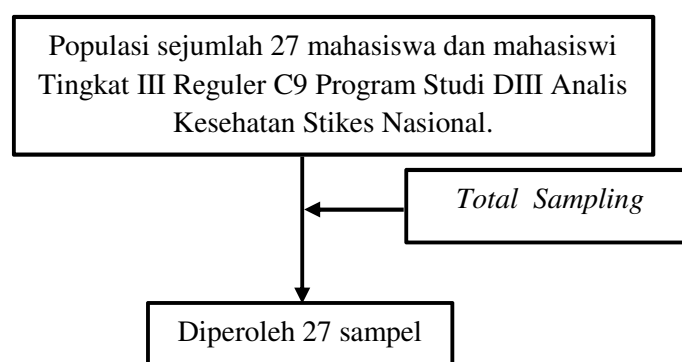 Populasi sejumlah 27 mahasiswa dan mahasiswi
Tingkat III Reguler C9 Program Studi DIII Analis
Kesehatan Stikes Nasional.
Total Sampling
Diperoleh 27 sampel